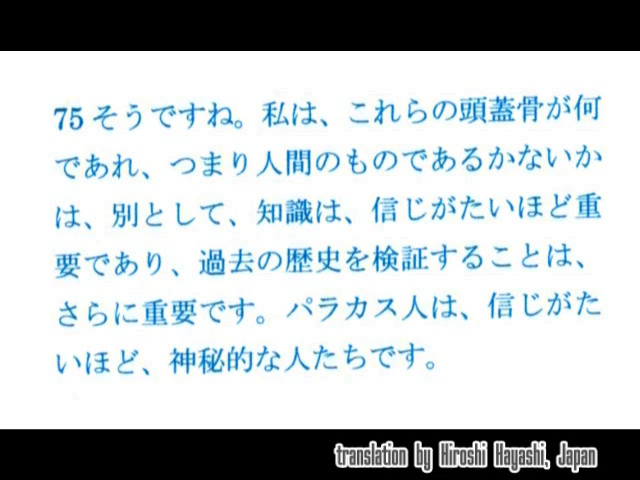 75そうですね。私は、これらの頭蓋骨が何
であれ、つまり人間のものであるかないか
は、別として、知識は、信じがたいほど重
要であり、過去の歴史を検証することは、
さらに重要です。パラカス人は、信じがた
いほど、神秘的な人たちです。
translation by Hiroshi Hayashi, Japan